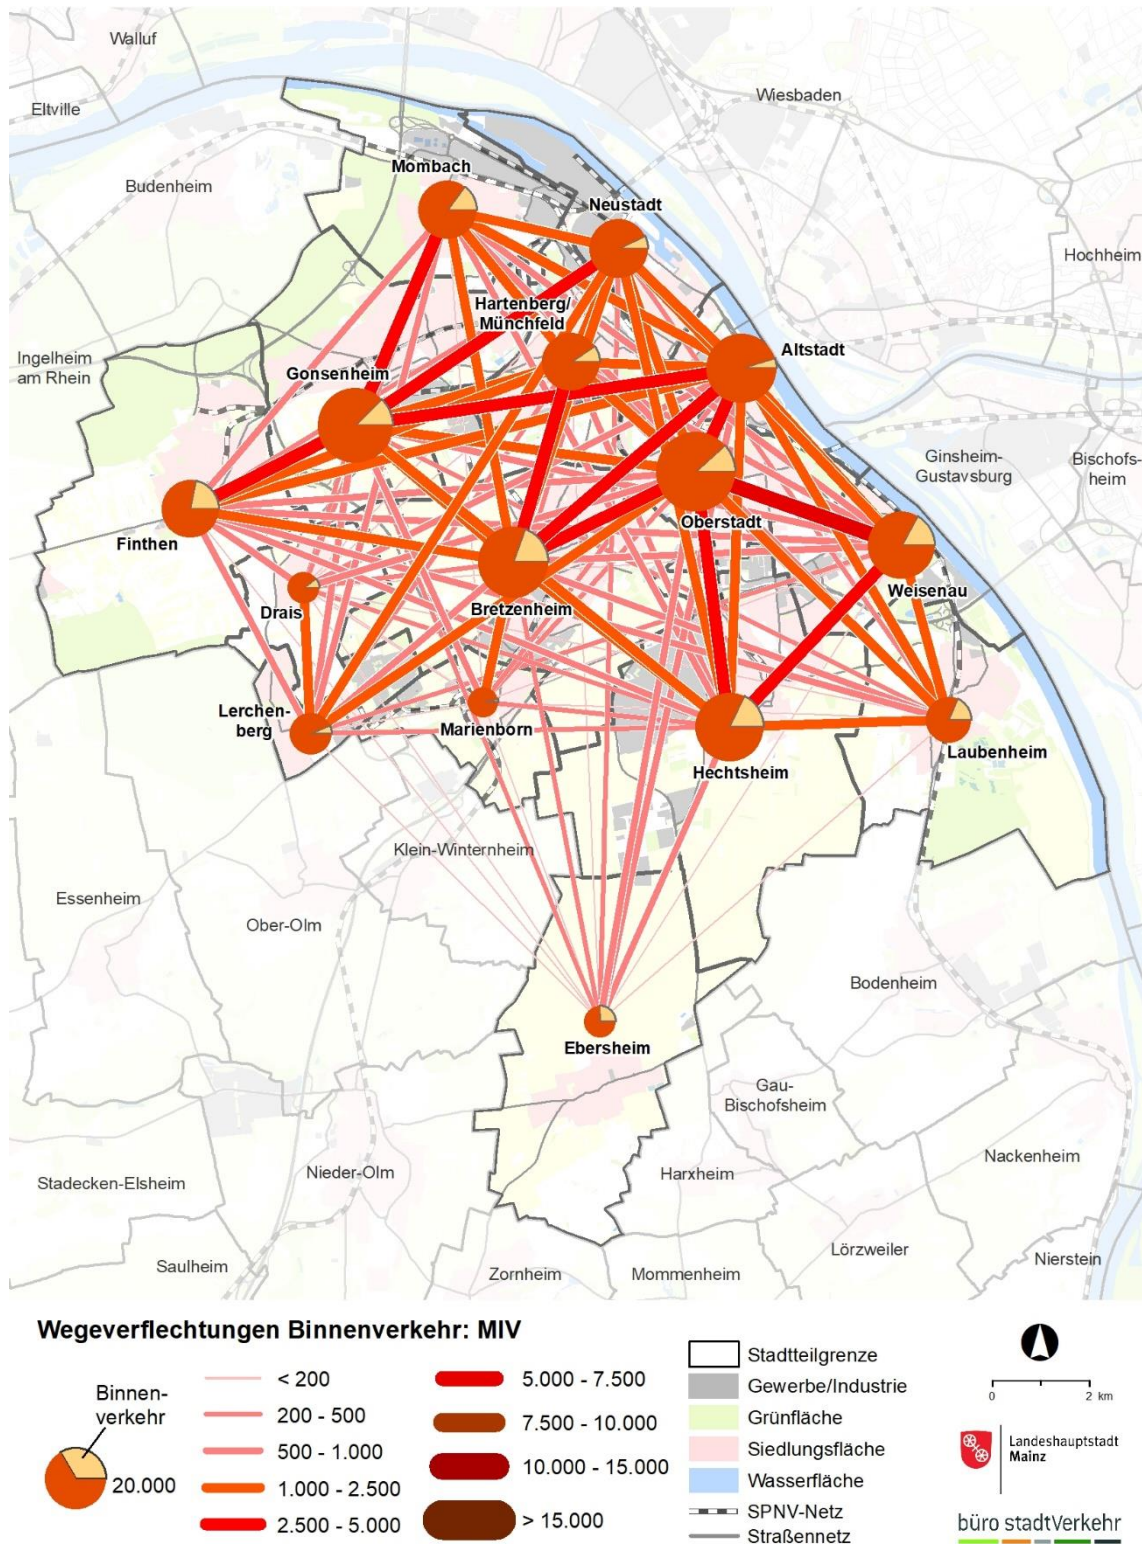 Walluf
Eltville
Wiesbaden
Mombach
Budenheim
Neustadt
Hochheim
Hartenberg/
Münchfeld
Ingelheim
am Rhein
Altstadt
Gonsenheim
Ginsheim-
Gustavsburg
Bischofs-
heim
Oberstadt
Finthen
Weisenau
Drais
Bretzenheim
Lerchen-
berg
Marienborn
Laubenheim
Hechtsheim
Klein-Winternheim
Essenheim
Ober-Olm
Bodenheim
Ebersheim
Gau-
Bischofsheim
Nackenheim
Nieder-Olm
Harxheim
Stadecken-Elsheim
Lörzweiler
Nierstein
Saulheim
Zornheim
Mommenheim
Wegeverflechtungen Binnenverkehr: MIV
Binnen-
verkehr
20.000
< 200
200 - 500
500 - 1.000
1.000 - 2.500
2.500 - 5.000
5.000 - 7.500
7.500 - 10.000
10.000 - 15.000
> 15.000
Stadtteilgrenze
Gewerbe/Industrie
Grünfläche
Siedlungsfläche
Wasserfläche
SPNV-Netz
Straßennetz
0 2 km
Landeshauptstadt
Mainz
büro stadtVerkehr